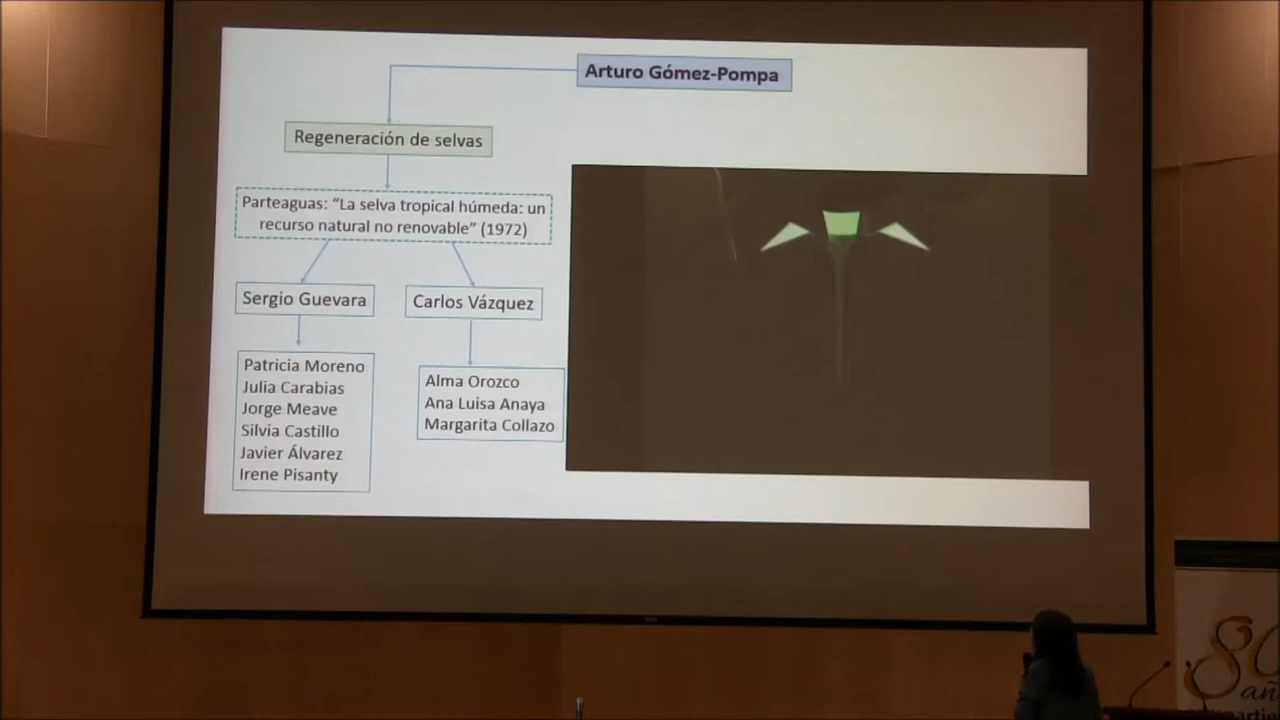 Arturo Gómez-Pompa
Regeneración de selvas
Parteaguas: “La selva tropical húmeda: un
recurso natural no renovable” (1972)
Sergio Guevara
Carlos Vázquez
Patricia Moreno
Julia Carabias
Jorge Meave
Silvia Castillo
Javier Álvarez
Irene Pisanty
Alma Orozco
Ana Luisa Anaya
Margarita Collazo